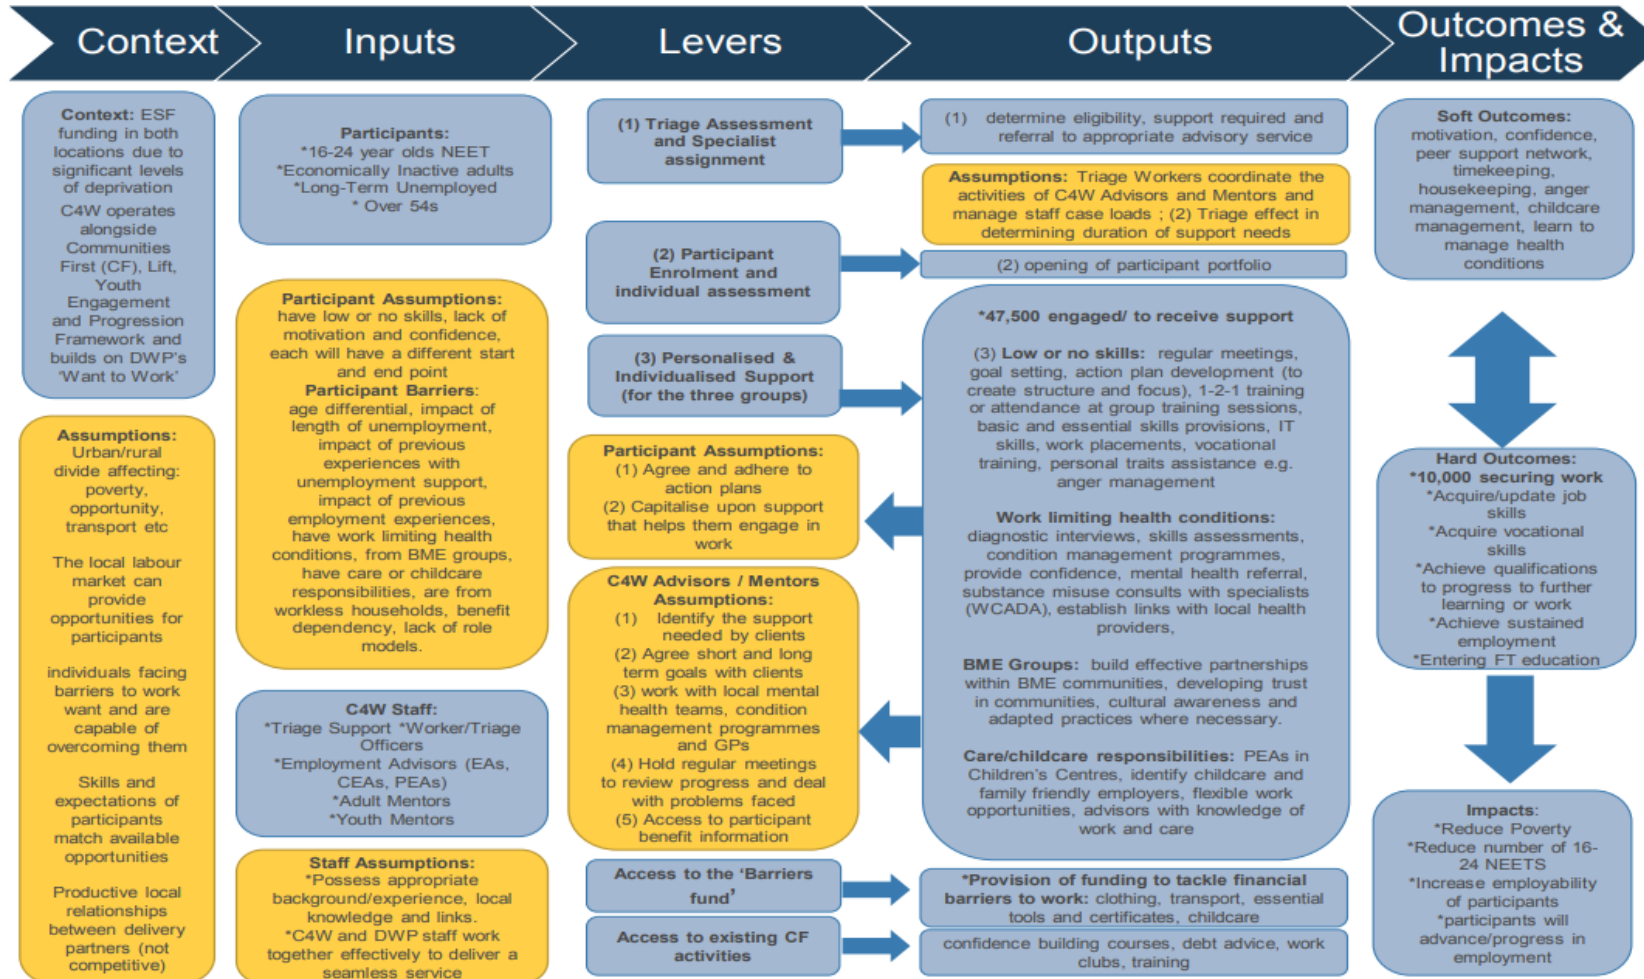 Context
Inputs
Levers
Outputs
Outcomes &
Impacts
Context: ESF
funding in both
locations due to
significant levels
of deprivation
C4W operates
alongside
Communities
First (CF), Lift,
Youth
Engagement
and Progression
Framework and
builds on DWP's
'Want to Work'
Assumptions:
Urban/rural
divide affecting:
poverty,
opportunity,
transport etc
The local labour
market can
provide
opportunities for
participants
individuals facing
barriers to work
want and are
capable of
overcoming them
Skills and
expectations of
participants
match available
opportunities
Productive local
relationships
between delivery
partners (not
competitive)
Participants:
*16-24 year olds NEET
*Economically Inactive adults
*Long-Term Unemployed
* Over 54s
Participant Assumptions:
have low or no skills, lack of
motivation and confidence,
each will have a different start
and end point
Participant Barriers:
age differential, impact of
length of unemployment,
impact of previous
experiences with
unemployment support,
impact of previous
employment experiences,
have work limiting health
conditions, from BME groups,
have care or childcare
responsibilities, are from
workless households, benefit
dependency, lack of role
models.
C4W Staff:
*Triage Support *Worker/Triage
Officers
*Employment Advisors (EAs,
CEAs, PEAs)
*Adult Mentors
*Youth Mentors
Staff Assumptions:
*Possess appropriate
background/experience, local
knowledge and links.
*C4W and DWP staff work
together effectively to deliver a
seamless service
(1) Triage Assessment
and Specialist
assignment
(2) Participant
Enrolment and
individual assessment
(3) Personalised &
Individualised Support
(for the three groups)
Participant Assumptions:
(1) Agree and adhere to
action plans
(2) Capitalise upon support
that helps them engage in
work
C4W Advisors / Mentors
Assumptions:
(1) Identify the support
needed by clients
(2) Agree short and long
term goals with clients
(3) work with local mental
health teams, condition
management programmes
and GPs
(4) Hold regular meetings
to review progress and deal
with problems faced
(5) Access to participant
benefit information
Access to the 'Barriers
fund'
Access to existing CF
activities
(1) determine eligibility, support required and
referral to appropriate advisory service
Assumptions: Triage Workers coordinate the
activities of C4W Advisors and Mentors and
manage staff case loads ; (2) Triage effect in
determining duration of support needs
(2) opening of participant portfolio
*47,500 engaged/ to receive support
(3) Low or no skills: regular meetings,
goal setting, action plan development (to
create structure and focus), 1-2-1 training
or attendance at group training sessions,
basic and essential skills provisions, IT
skills, work placements, vocational
training, personal traits assistance e.g.
anger management
Work limiting health conditions:
diagnostic interviews, skills assessments,
condition management programmes,
provide confidence, mental health referral,
substance misuse consults with specialists
(WCADA), establish links with local health
providers,
BME Groups: build effective partnerships
within BME communities, developing trust
in communities, cultural awareness and
adapted practices where necessary.
Care/childcare responsibilities: PEAs in
Children's Centres, identify childcare and
family friendly employers, flexible work
opportunities, advisors with knowledge of
work and care
*Provision of funding to tackle financial
barriers to work: clothing, transport, essential
tools and certificates, childcare
confidence building courses, debt advice, work
clubs, training
Soft Outcomes:
motivation, confidence,
peer support network,
timekeeping,
housekeeping, anger
management, childcare
management, learn to
manage health
conditions
Hard Outcomes:
*10,000 securing work
*Acquire/update job
skills
*Acquire vocational
skills
*Achieve qualifications
to progress to further
learning or work
*Achieve sustained
employment
*Entering FT education
Impacts:
*Reduce Poverty
*Reduce number of 16-
24 NEETS
*Increase employability
of participants
*participants will
advance/progress in
employment